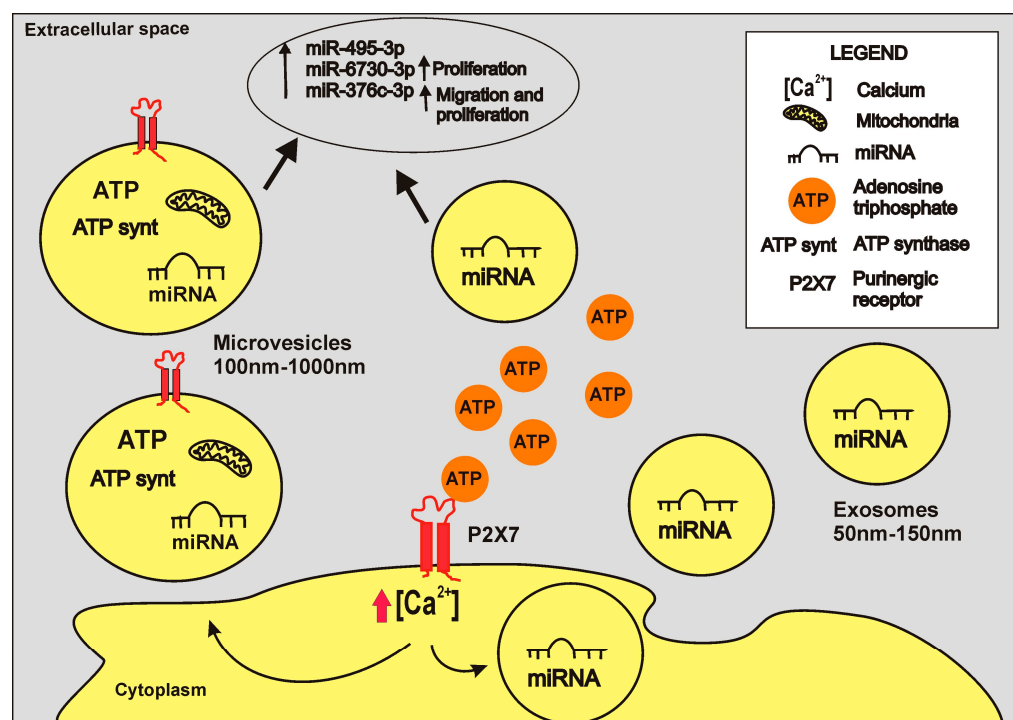 Extracellular space
miR-495-3p
miR-6730-3p Proliferation
miR-376c-3p Migration and
proliferation
ATP
ATP synt
miRNA
miRNA
Microvesicles
100nm-1000nm
ATP
ATP synt
miRNA
ATP
ATP
ATP
ATP
ATP
ATP
P2X7
[Ca2+]
miRNA
miRNA
miRNA
Exosomes
50nm-150nm
Cytoplasm
LEGEND
[Ca2+] Calcium
Mitochondria
miRNA
ATP Adenosine
triphosphate
ATP synt ATP synthase
P2X7 Purinergic
receptor